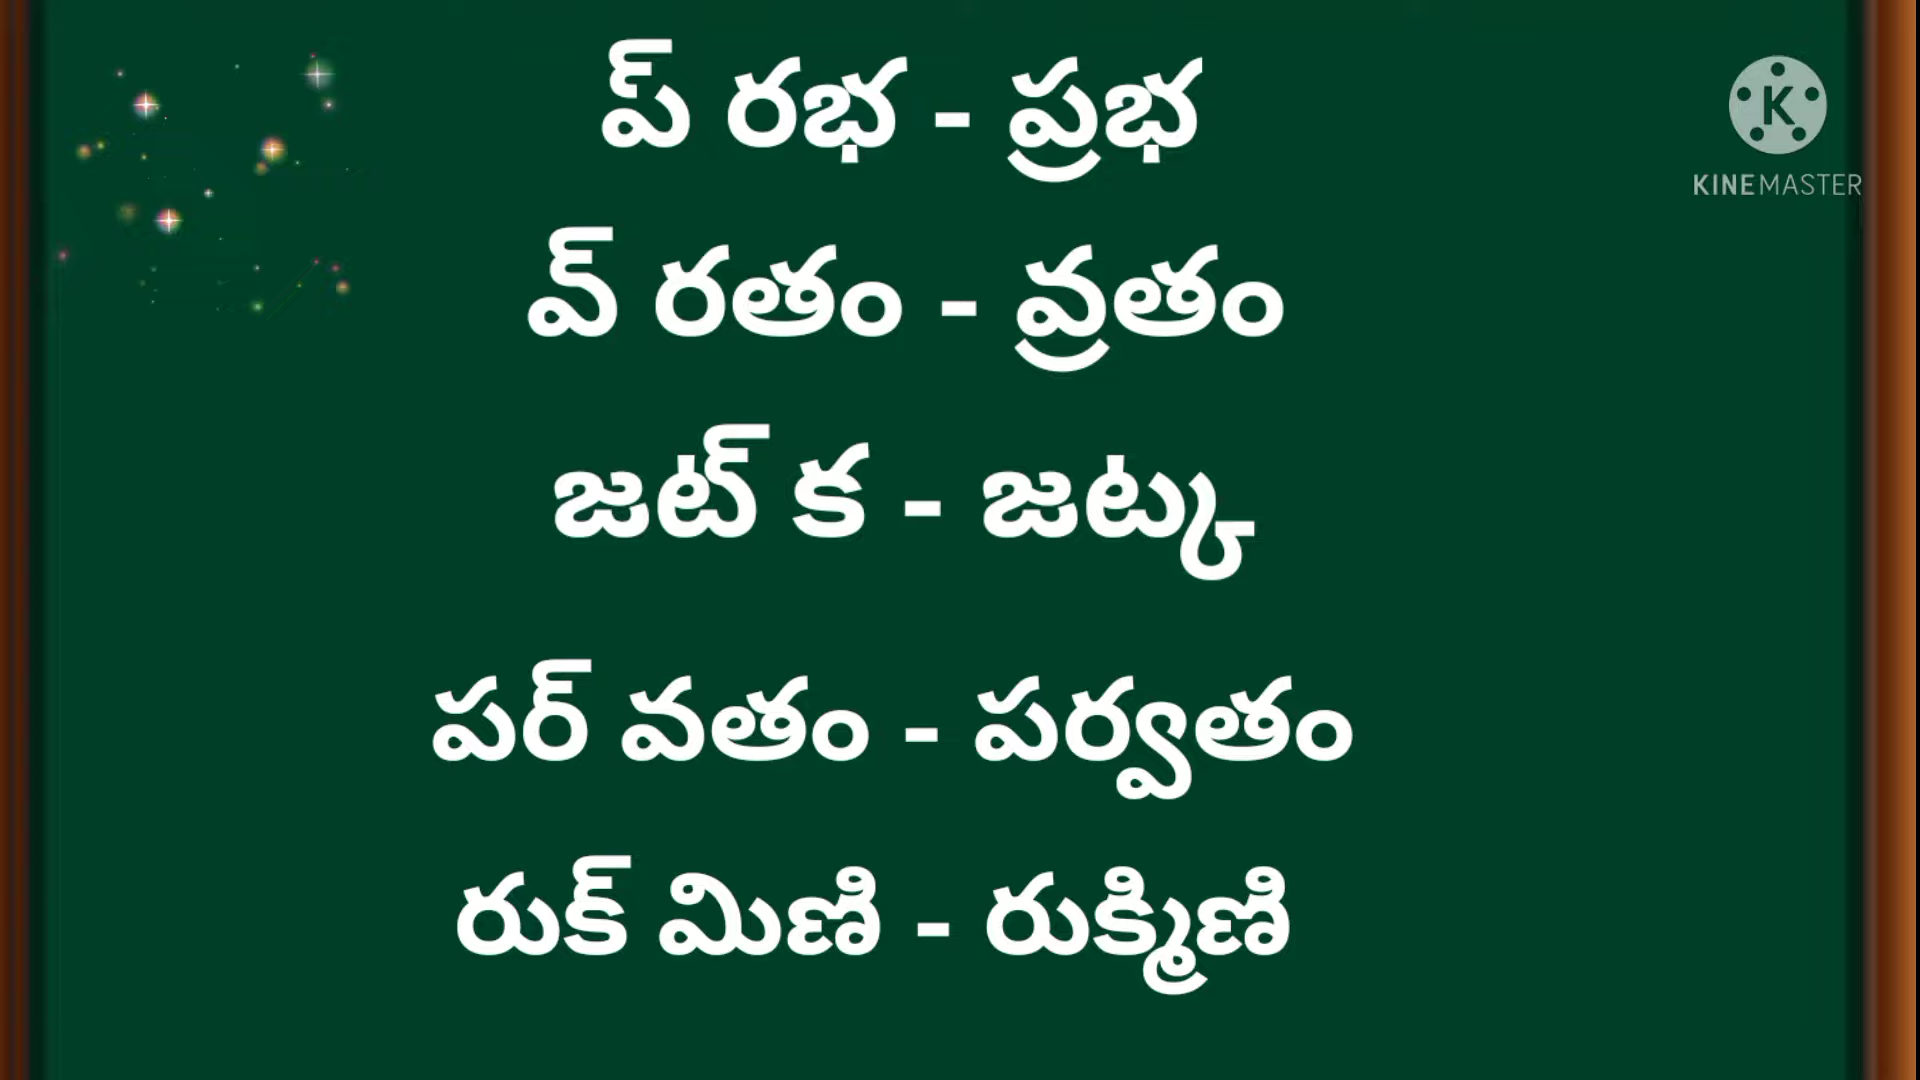 ప్ రభ - ప్రభ
KINEMASTER
వ్ రతం - వ్రతం
జట్ క - జట్క
పర్ వతం - పర్వతం
రుక్ మిణి - రుక్మిణి